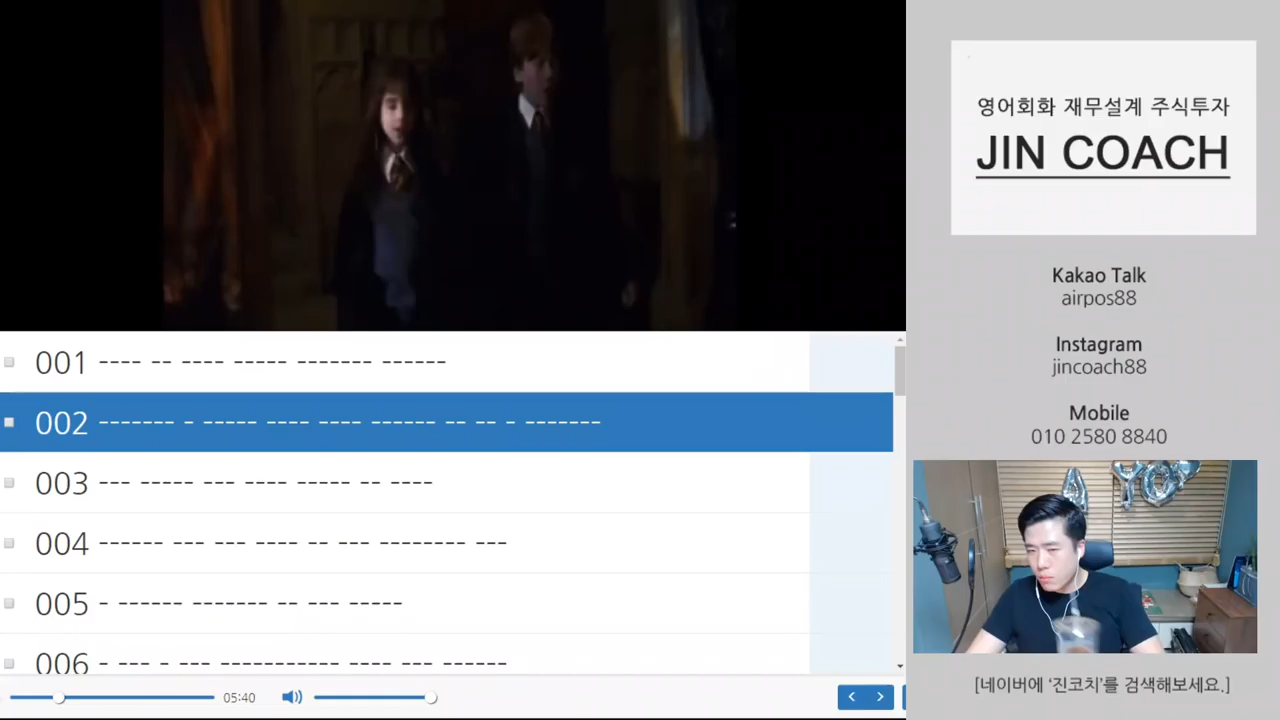 001 ---- -- ---- ----- ------- ------
002 ------- - ----- ---- ---- ------ -- -- - -------
003 --- ----- --- ---- ----- -- ----
004 ------ --- --- ---- -- --- -------- ---
005 - ------ ------- -- --- -----
006 - --- - --- ----------- ---- --- ------
05:40
영어회화 재무설계 주식투자
JIN COACH
Kakao Talk
airpos88
Instagram
jincoach88
Mobile
010 2580 8840
[네이버에 '진코치'를 검색해보세요.]